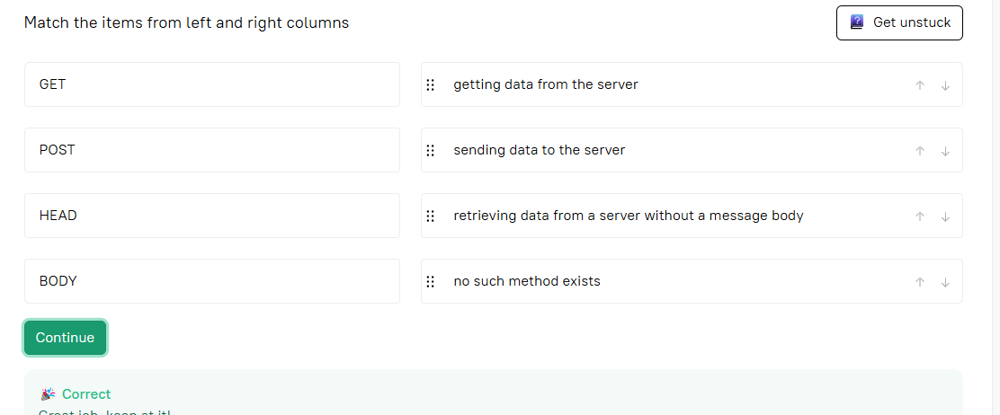 Match the items from left and right columns
Get unstuck
GET
getting data from the server
POST
sending data to the server
HEAD
retrieving data from a server without a message body
BODY
no such method exists
Continue
Correct
Great job, keep at it!